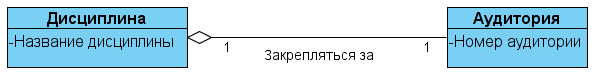 Дисциплина
-Название дисциплины
1
Закрепляться за
1
Аудитория
-Номер аудитории